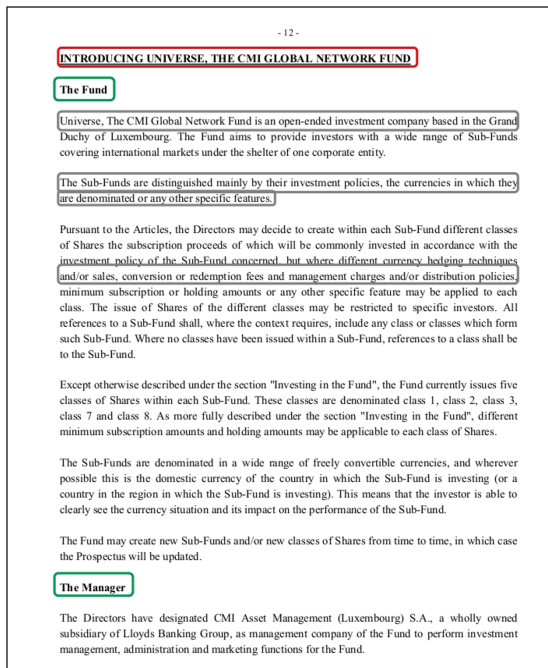 - 12 -
INTRODUCING UNIVERSE, THE CMI GLOBAL NETWORK FUND
The Fund
Universe, The CMI Global Network Fund is an open-ended investment company based in the Grand
Duchy of Luxembourg. The Fund aims to provide investors with a wide range of Sub-Funds
covering international markets under the shelter of one corporate entity.
The Sub-Funds are distinguished mainly by their investment policies, the currencies in which they
are denominated or any other specific features.
Pursuant to the Articles, the Directors may decide to create within each Sub-Fund different classes
of Shares the subscription proceeds of which will be commonly invested in accordance with the
investment policy of the Sub-Fund concerned, but where different currency hedging techniques
and/or sales, conversion or redemption fees and management charges and/or distribution policies,
minimum subscription or holding amounts or any other specific feature may be applied to each
class. The issue of Shares of the different classes may be restricted to specific investors. All
references to a Sub-Fund shall, where the context requires, include any class or classes which form
such Sub-Fund. Where no classes have been issued within a Sub-Fund, references to a class shall be
to the Sub-Fund.
Except otherwise described under the section "Investing in the Fund", the Fund currently issues five
classes of Shares within each Sub-Fund. These classes are denominated class 1, class 2, class 3,
class 7 and class 8. As more fully described under the section "Investing in the Fund", different
minimum subscription amounts and holding amounts may be applicable to each class of Shares.
The Sub-Funds are denominated in a wide range of freely convertible currencies, and wherever
possible this is the domestic currency of the country in which the Sub-Fund is investing (or a
country in the region in which the Sub-Fund is investing). This means that the investor is able to
clearly see the currency situation and its impact on the performance of the Sub-Fund.
The Fund may create new Sub-Funds and/or new classes of Shares from time to time, in which case
the Prospectus will be updated.
The Manager
The Directors have designated CMI Asset Management (Luxembourg) S.A., a wholly owned
subsidiary of Lloyds Banking Group, as management company of the Fund to perform investment
management, administration and marketing functions for the Fund.